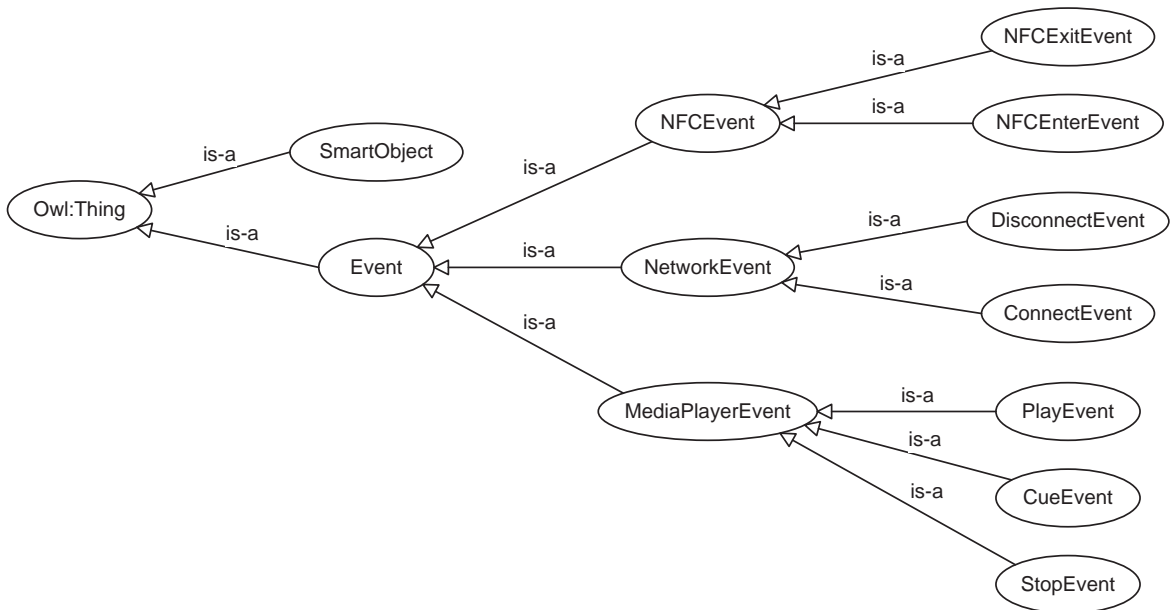 NFCExitEvent
is-a
NFCEvent
is-a
NFCEnterEvent
SmartObject
is-a
is-a
Owl:Thing
is-a
DisconnectEvent
is-a
Event
is-a
NetworkEvent
is-a
ConnectEvent
is-a
MediaPlayerEvent
is-a
PlayEvent
is-a
CueEvent
is-a
StopEvent